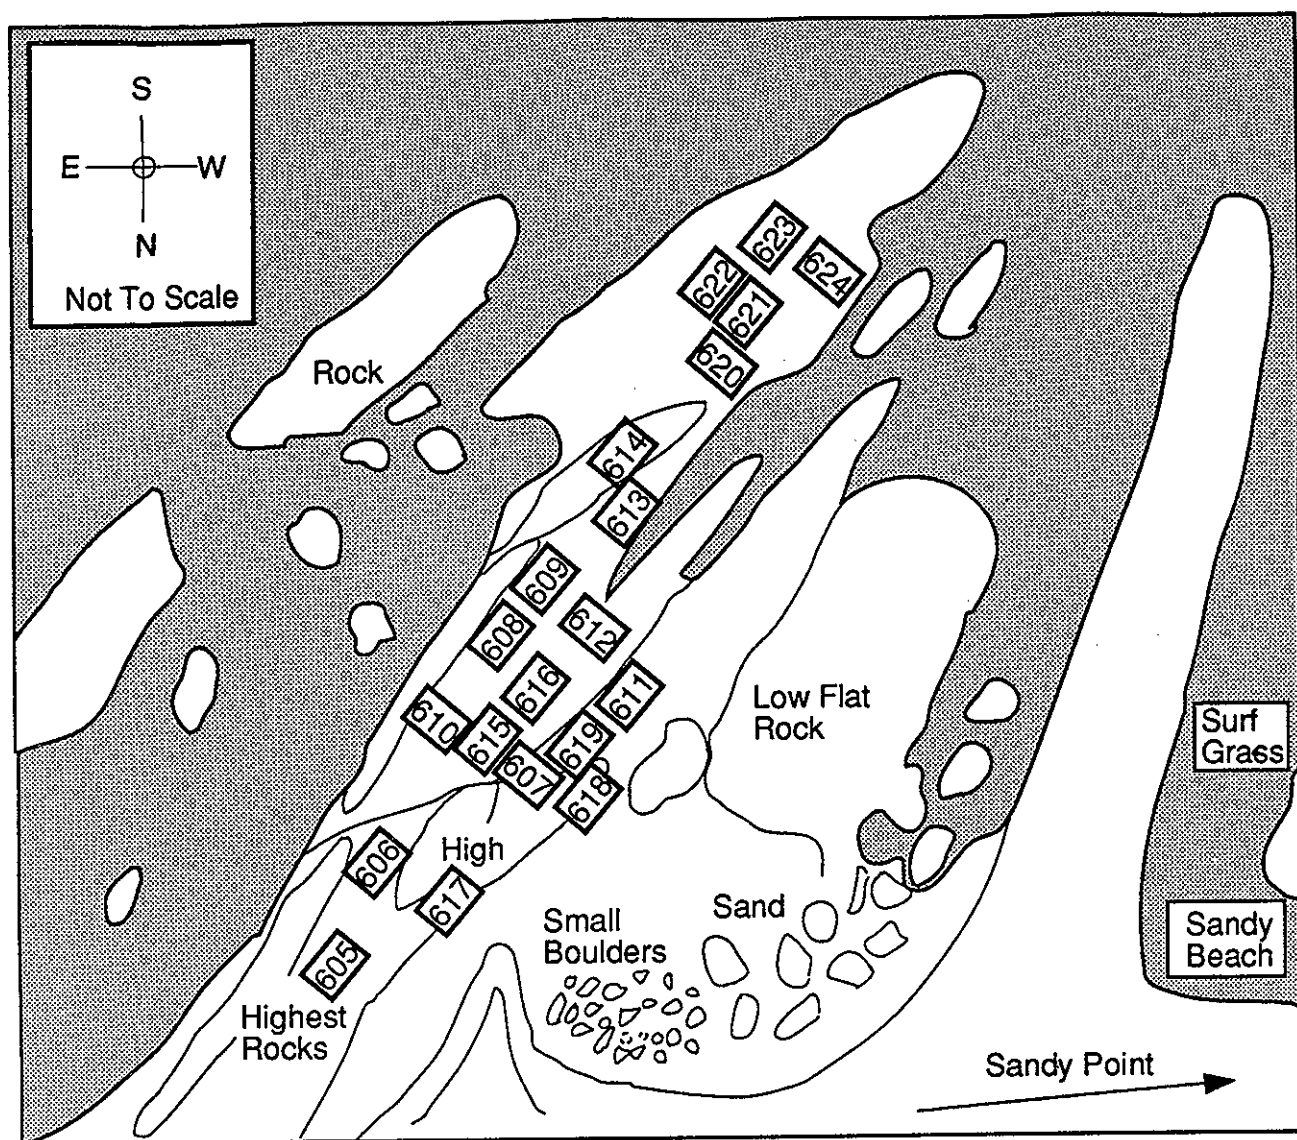 S
E W
N
Not To Scale
623
622
624
621
620
Rock
614
613
609
608
612
616
611
610
615
619
607
618
Low Flat
Rock
Surf
Grass
606
High
617
605
Small
Boulders
Sand
Sandy
Beach
Highest
Rocks
Sandy Point